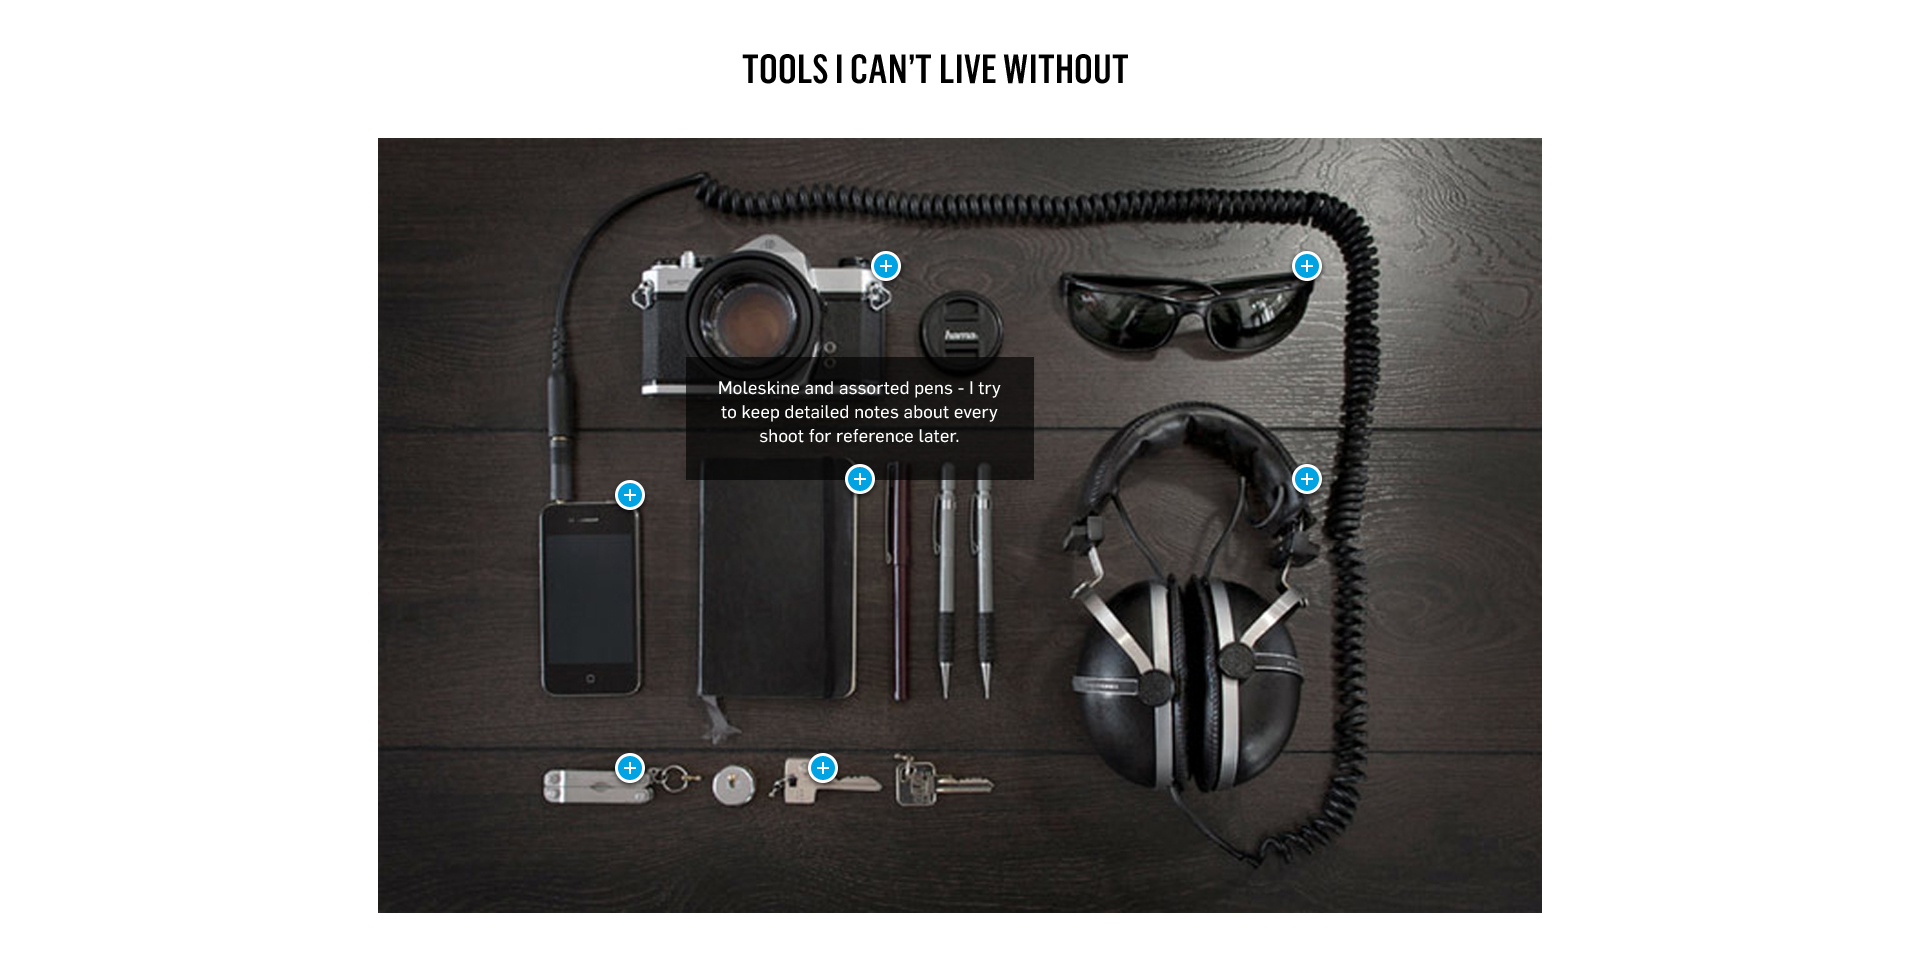 TOOLS I CAN’T LIVE WITHOUT
hama
Moleskine and assorted pens - I try
to keep detailed notes about every
shoot for reference later.